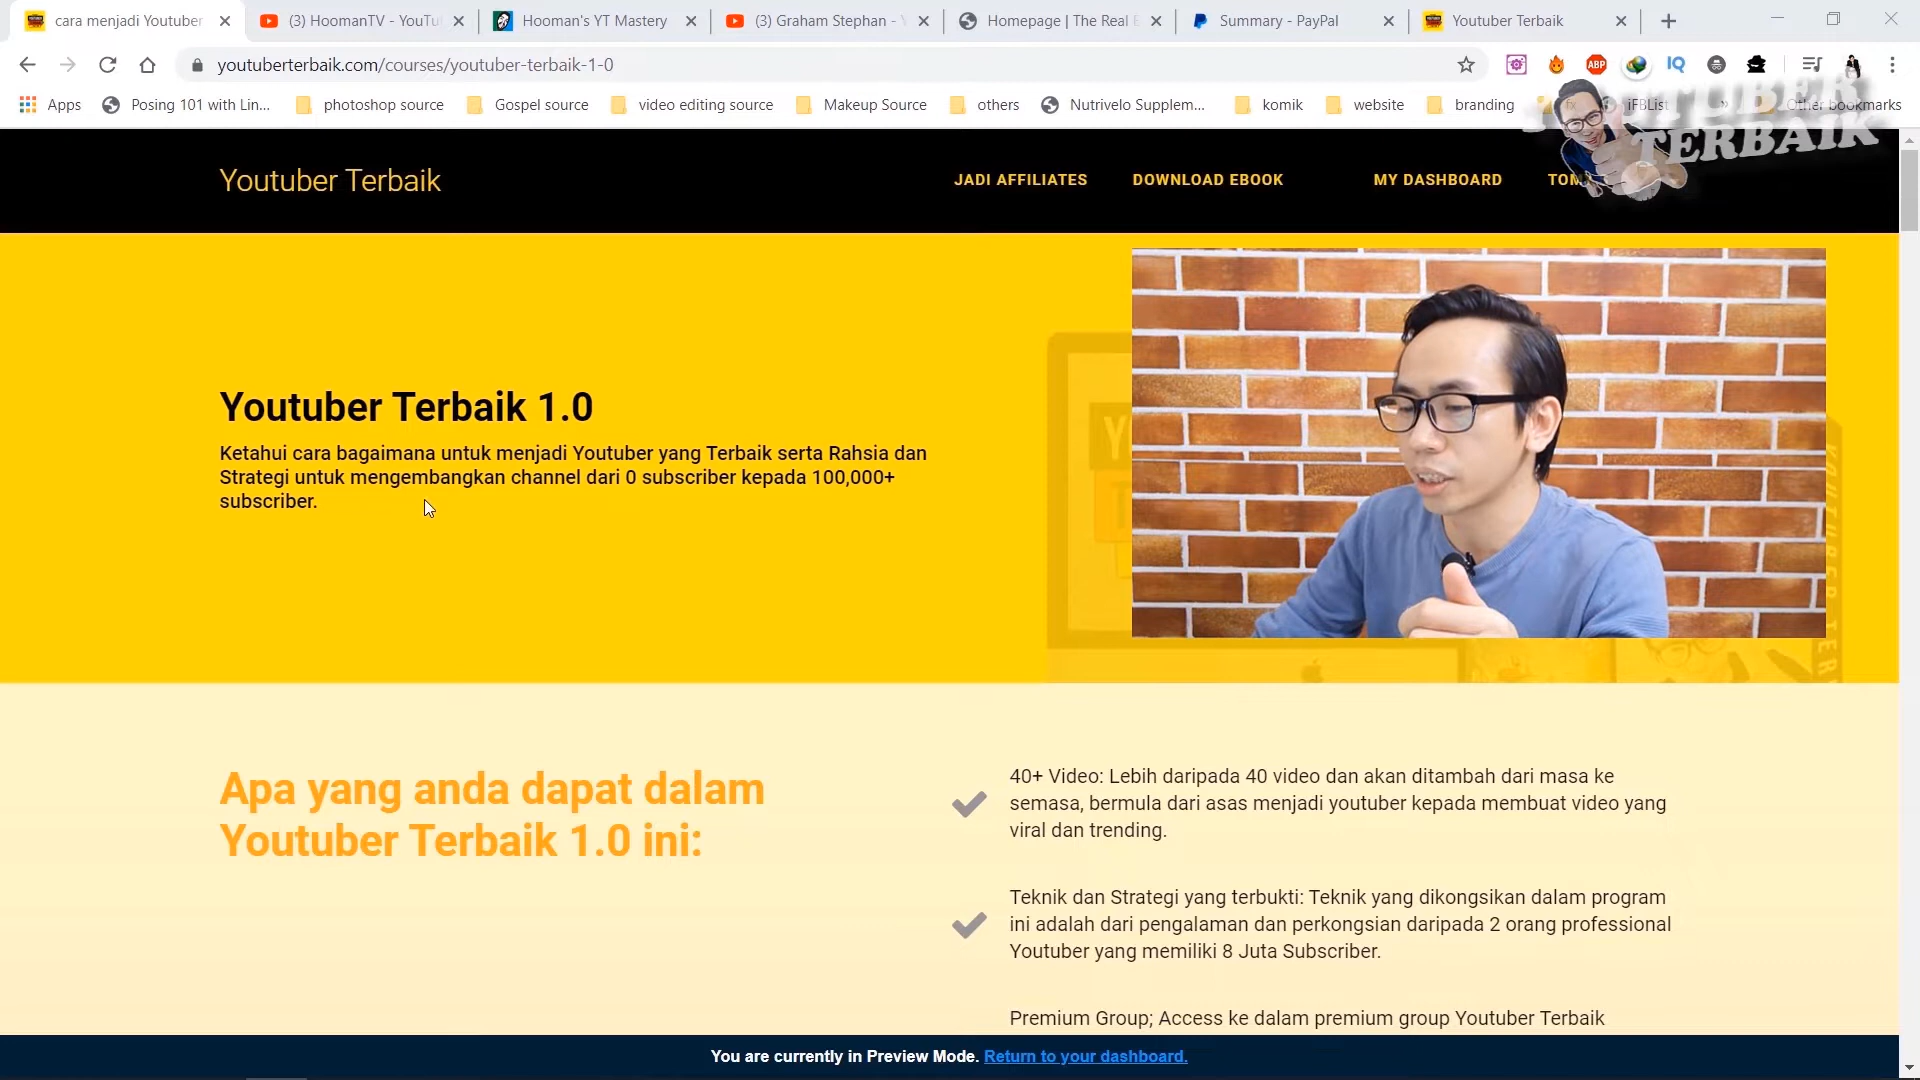 cara menjadi Youtuber
(3) HoomanTV - YouTu
Hooman's YT Mastery
(3) Graham Stephan - Y
Homepage | The Real E
Summary - PayPal
Youtuber Terbaik
youtuberterbaik.com/courses/youtuber-terbaik-1-0
ABP
IQ
Apps
Posing 101 with Lin...
photoshop source
Gospel source
video editing source
Makeup Source
others
Nutrivelo Supplem...
komik
website
branding
fx
iFBList
Other bookmarks
YOUTUBER
TERBAIK
Youtuber Terbaik
JADI AFFILIATES
DOWNLOAD EBOOK
MY DASHBOARD
Youtuber Terbaik 1.0
Ketahui cara bagaimana untuk menjadi Youtuber yang Terbaik serta Rahsia dan
Strategi untuk mengembangkan channel dari 0 subscriber kepada 100,000+
subscriber.
Apa yang anda dapat dalam
Youtuber Terbaik 1.0 ini:
40+ Video: Lebih daripada 40 video dan akan ditambah dari masa ke
semasa, bermula dari asas menjadi youtuber kepada membuat video yang
viral dan trending.
Teknik dan Strategi yang terbukti: Teknik yang dikongsikan dalam program
ini adalah dari pengalaman dan perkongsian daripada 2 orang professional
Youtuber yang memiliki 8 Juta Subscriber.
Premium Group; Access ke dalam premium group Youtuber Terbaik
You are currently in Preview Mode. Return to your dashboard.